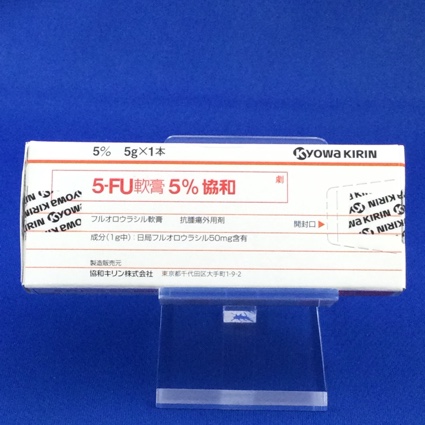 5% 5g×1本 KYOWA KIRIN
5-FU軟膏 5% 協和 劇
フルオロウラシル軟膏 抗腫瘍外用剤 開封口▶
成分(1g中) 日局フルオロウラシル50mg含有
製造販売元
協和キリン株式会社 東京都千代田区大手町1-9-2